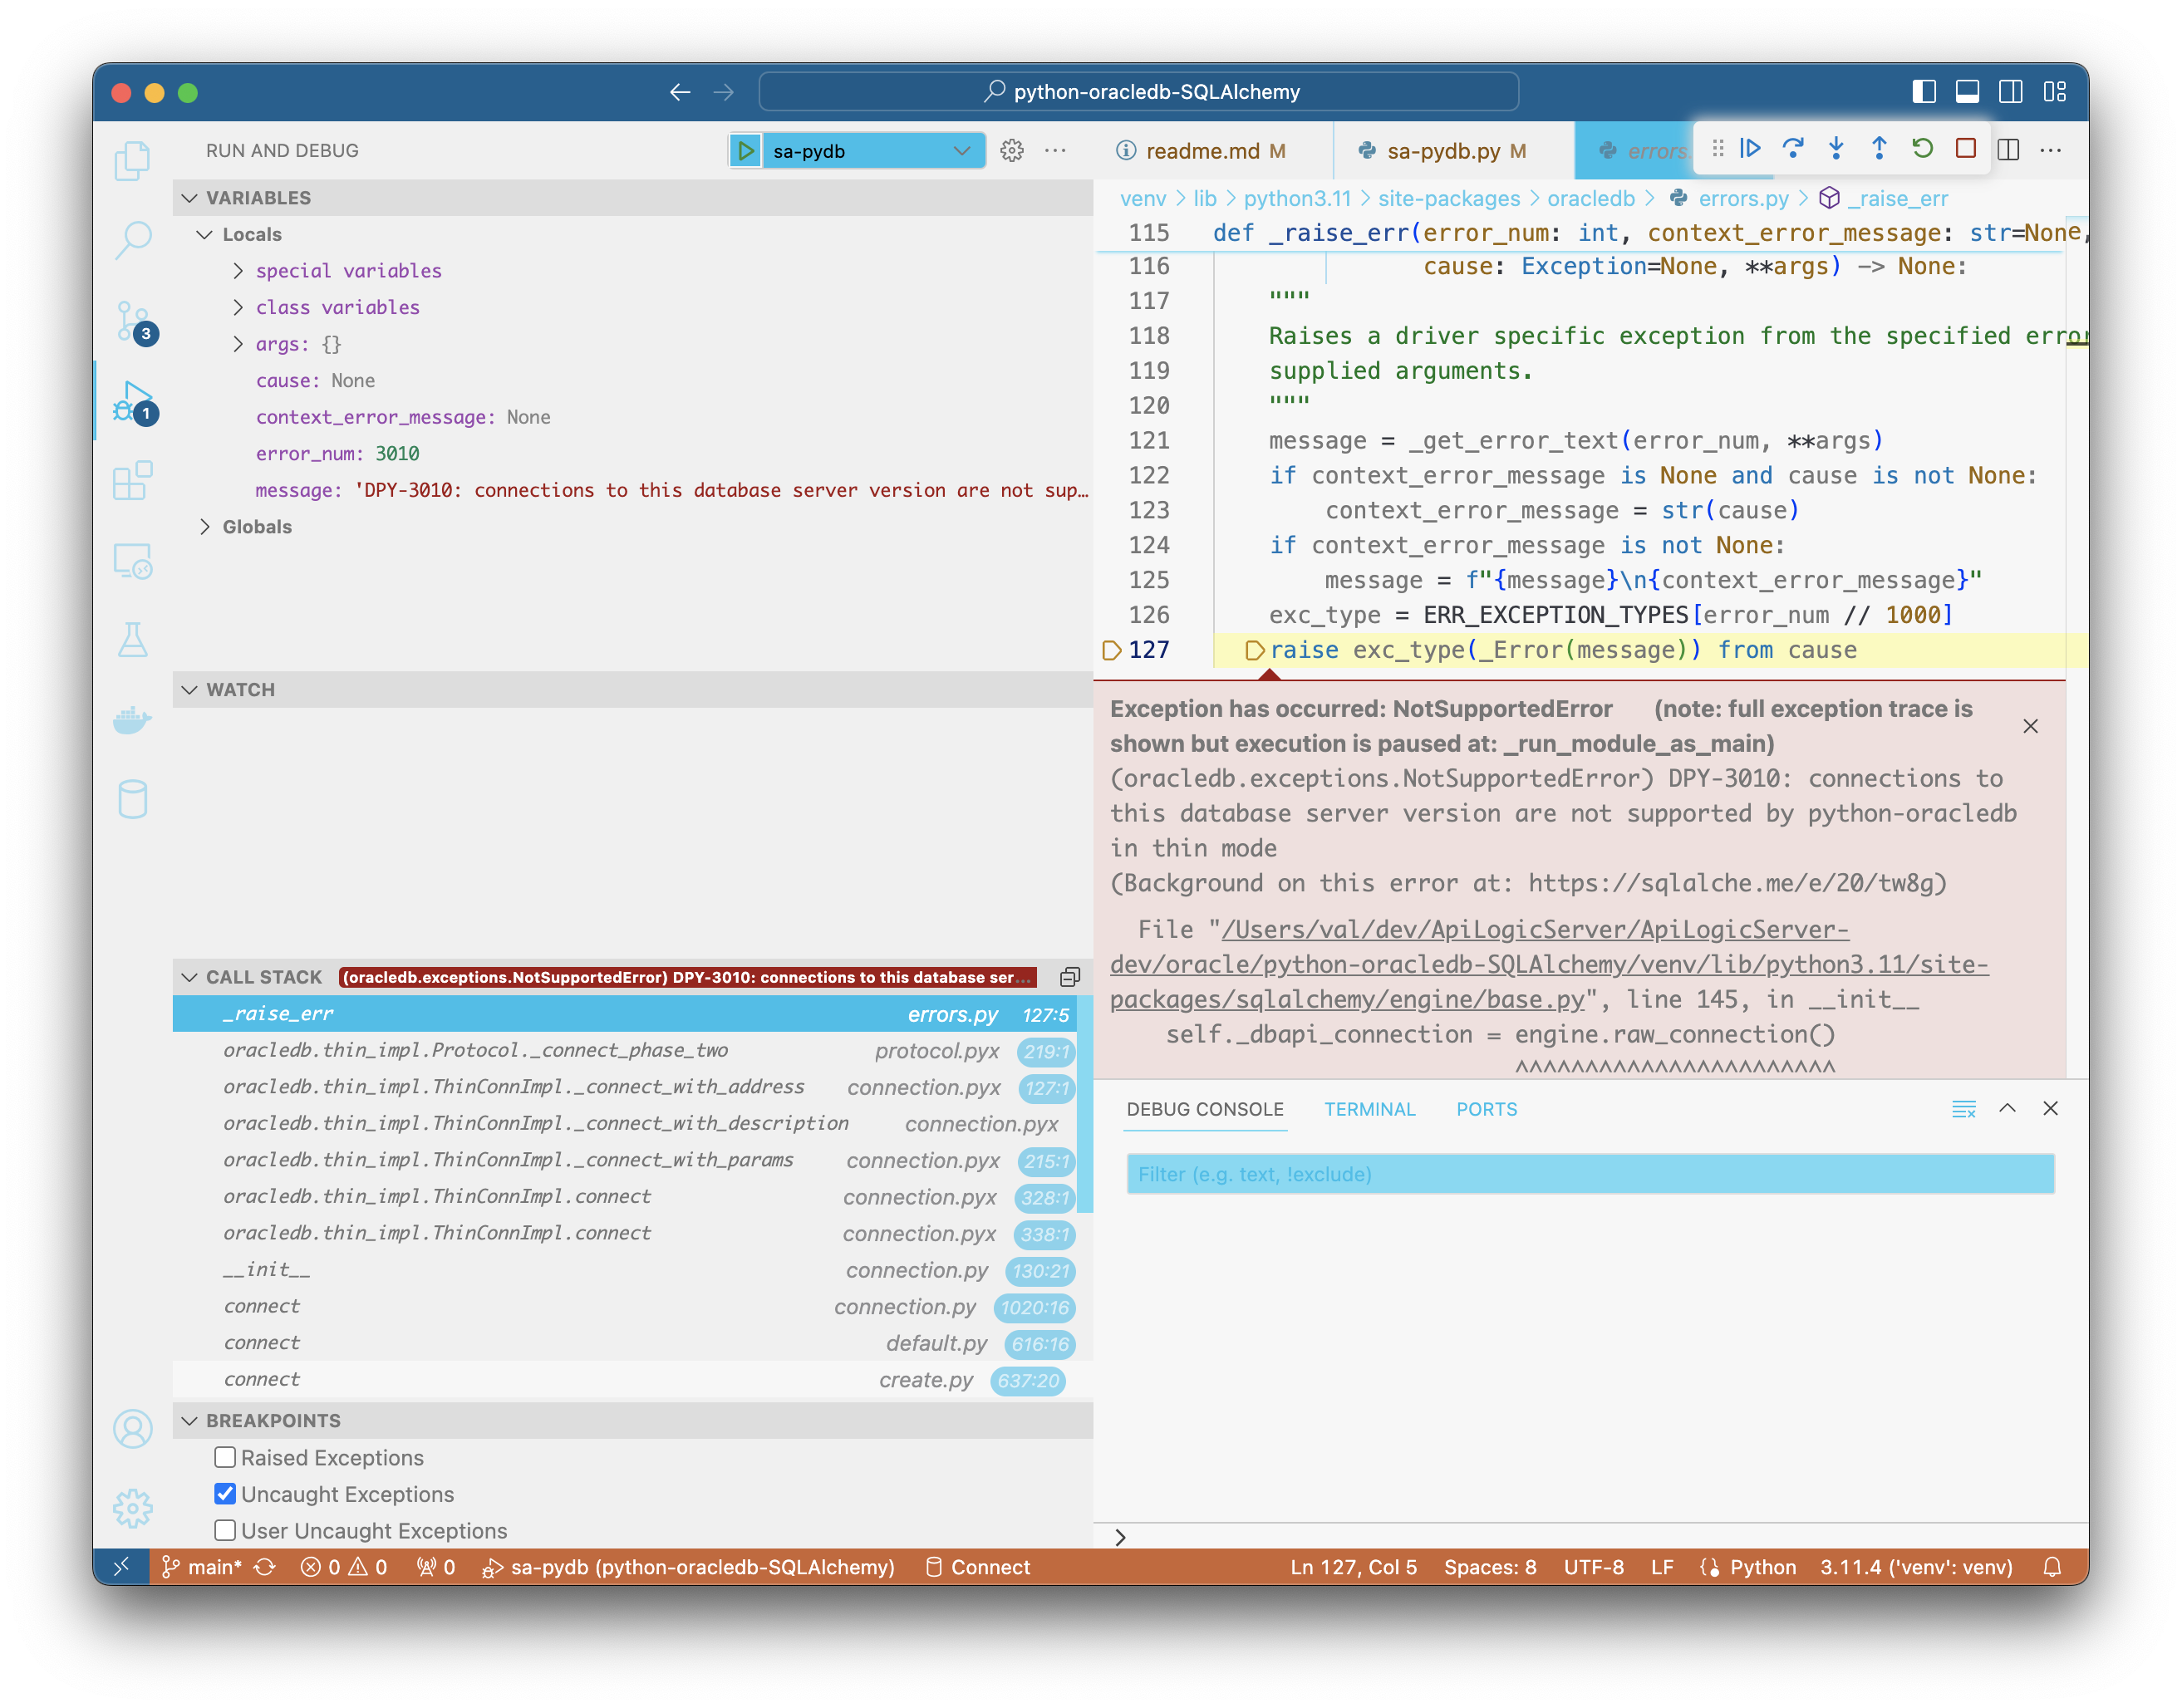 python-oracledb-SQLAlchemy
RUN AND DEBUG
sa-pydb
VARIABLES
Locals
special variables
class variables
args: {}
cause: None
context_error_message: None
error_num: 3010
message: 'DPY-3010: connections to this database server version are not sup…
Globals
WATCH
CALL STACK (oracledb.exceptions.NotSupportedError) DPY-3010: connections to this database ser…
_raise_err errors.py 127:5
oracledb.thin_impl.Protocol._connect_phase_two protocol.pyx 219:1
oracledb.thin_impl.ThinConnImpl._connect_with_address connection.pyx 127:1
oracledb.thin_impl.ThinConnImpl._connect_with_description connection.pyx
oracledb.thin_impl.ThinConnImpl._connect_with_params connection.pyx 215:1
oracledb.thin_impl.ThinConnImpl.connect connection.pyx 328:1
oracledb.thin_impl.ThinConnImpl.connect connection.pyx 338:1
__init__ connection.py 130:21
connect connection.py 1020:16
connect default.py 616:16
connect create.py 637:20
BREAKPOINTS
Raised Exceptions
Uncaught Exceptions
User Uncaught Exceptions
3
1
readme.md M
sa-pydb.py M
errors.
venv > lib > python3.11 > site-packages > oracledb > errors.py > _raise_err
115 def _raise_err(error_num: int, context_error_message: str=None,
116 cause: Exception=None, **args) -> None:
117 """
118 Raises a driver specific exception from the specified error
119 supplied arguments.
120 """
121 message = _get_error_text(error_num, **args)
122 if context_error_message is None and cause is not None:
123 context_error_message = str(cause)
124 if context_error_message is not None:
125 message = f"{message}\n{context_error_message}"
126 exc_type = ERR_EXCEPTION_TYPES[error_num // 1000]
127 raise exc_type(_Error(message)) from cause
Exception has occurred: NotSupportedError (note: full exception trace is
shown but execution is paused at: _run_module_as_main)
(oracledb.exceptions.NotSupportedError) DPY-3010: connections to
this database server version are not supported by python-oracledb
in thin mode
(Background on this error at: https://sqlalche.me/e/20/tw8g)
File "/Users/val/dev/ApiLogicServer/ApiLogicServer-
dev/oracle/python-oracledb-SQLAlchemy/venv/lib/python3.11/site-
packages/sqlalchemy/engine/base.py", line 145, in __init__
self._dbapi_connection = engine.raw_connection()
^^^^^^^^^^^^^^^^^^^^^^^
DEBUG CONSOLE TERMINAL PORTS
Filter (e.g. text, !exclude)
main* 0 0 0 sa-pydb (python-oracledb-SQLAlchemy) Connect Ln 127, Col 5 Spaces: 8 UTF-8 LF Python 3.11.4 ('venv': venv)